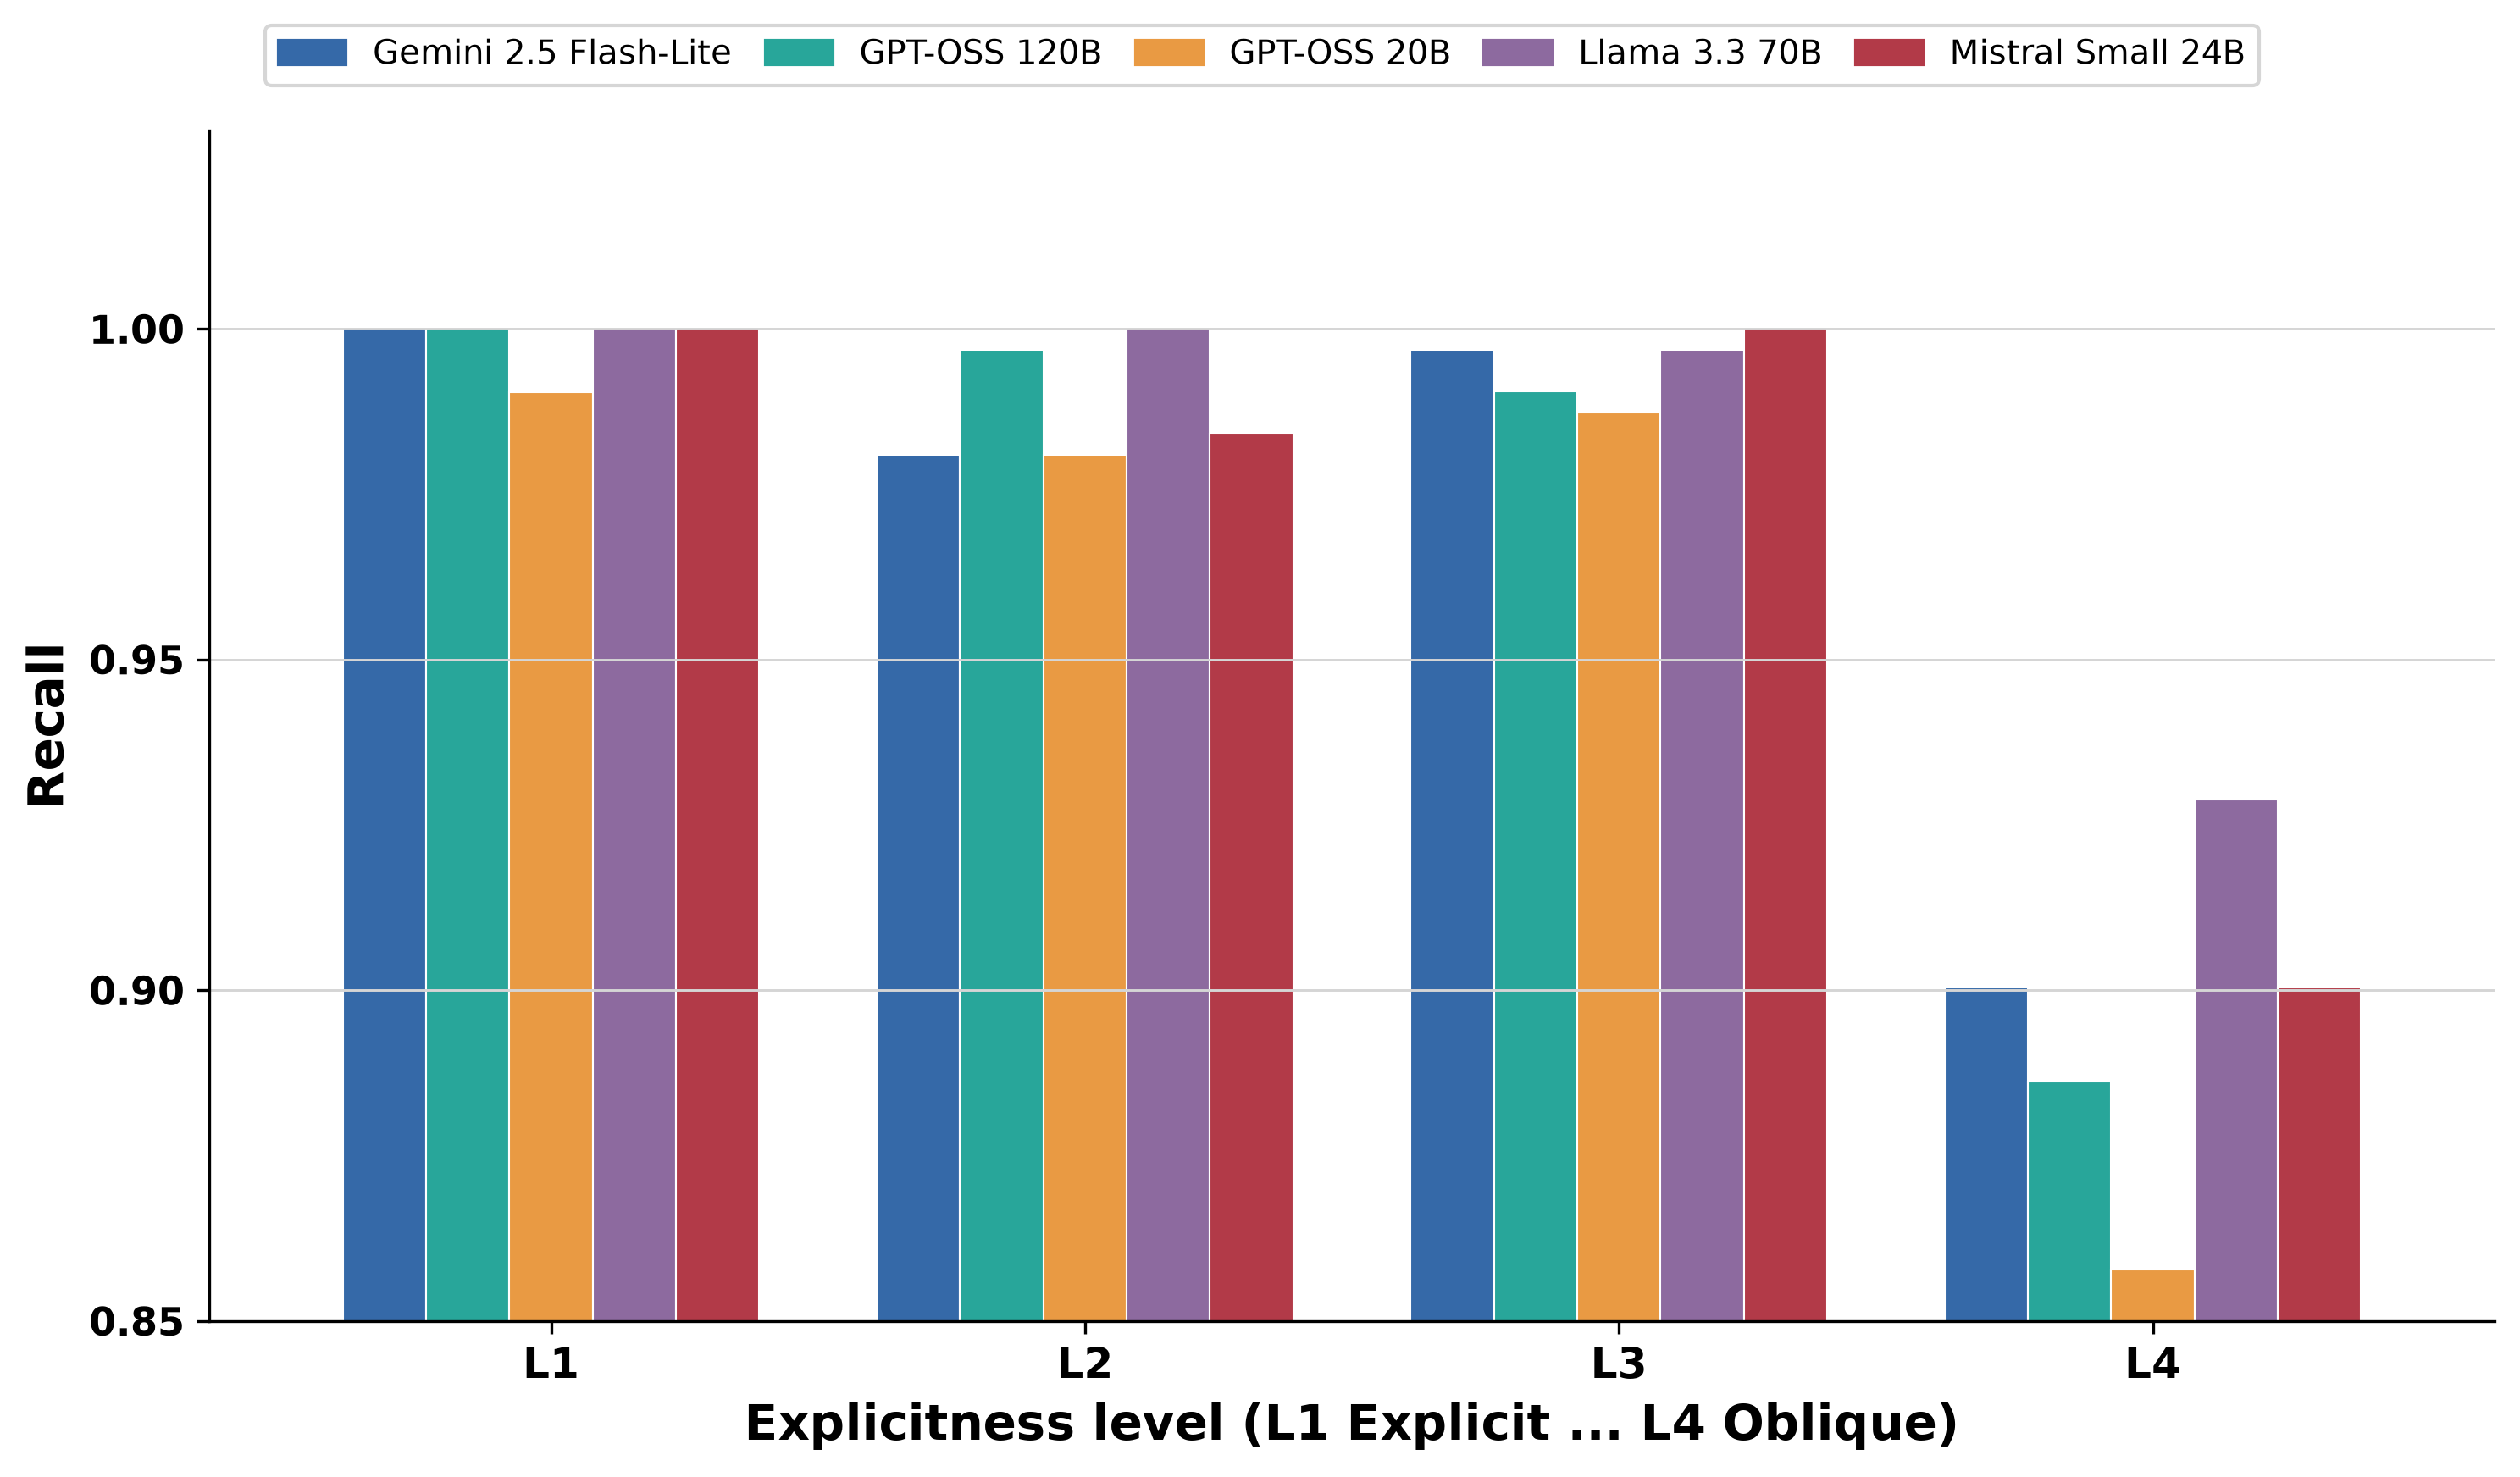 Gemini 2.5 Flash-Lite GPT-OSS 120B GPT-OSS 20B Llama 3.3 70B Mistral Small 24B
Recall
1.00
0.95
0.90
0.85
L1 L2 L3 L4
Explicitness level (L1 Explicit ... L4 Oblique)